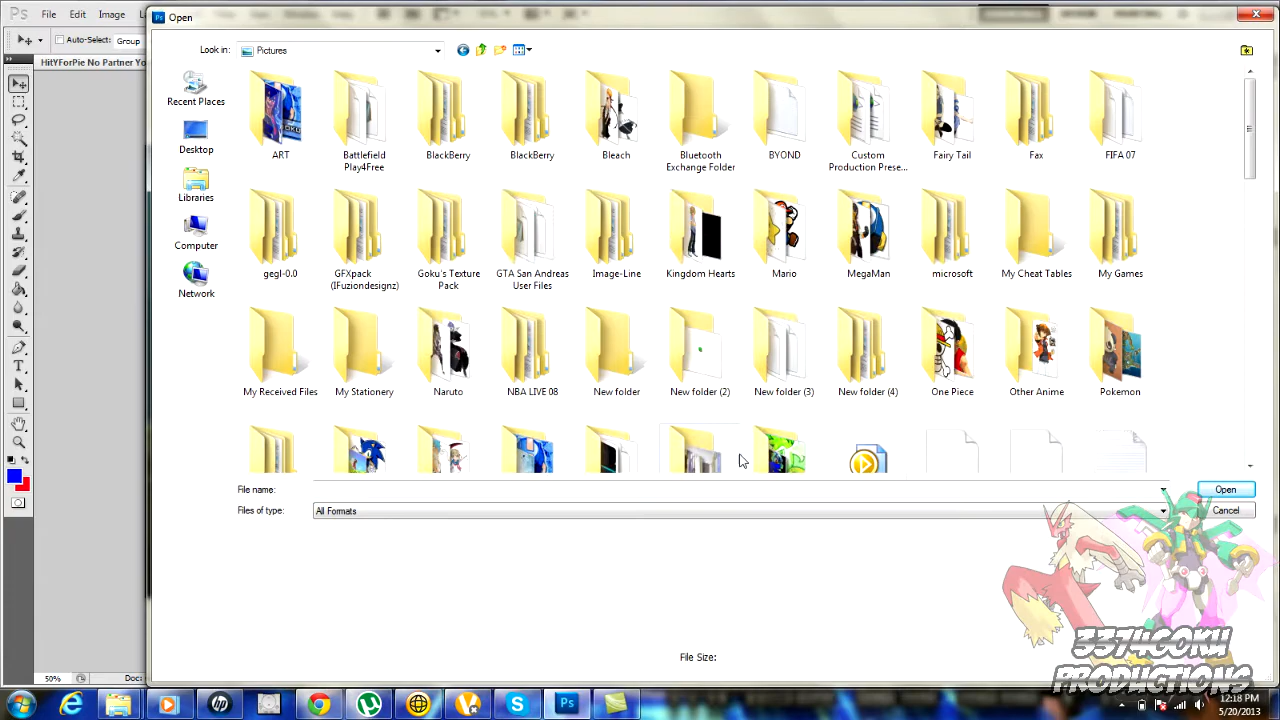 Ps File Edit Image
Open
Auto-Select: Group
HitYForPie No Partner Yo
Look in: Pictures
Recent Places
Desktop
Libraries
Computer
Network
ART Battlefield Play4Free BlackBerry BlackBerry Bleach Bluetooth Exchange Folder BYOND Custom Production Prese... Fairy Tail Fax FIFA 07
gegl-0.0 GFXpack (IFuziondesignz) Goku's Texture Pack GTA San Andreas User Files Image-Line Kingdom Hearts Mario MegaMan microsoft My Cheat Tables My Games
My Received Files My Stationery Naruto NBA LIVE 08 New folder New folder (2) New folder (3) New folder (4) One Piece Other Anime Pokemon
File name: Open
Files of type: All Formats Cancel
File Size:
50% Doc:
3374GOKU
PRODUCTIONS
12:18 PM
5/20/2013